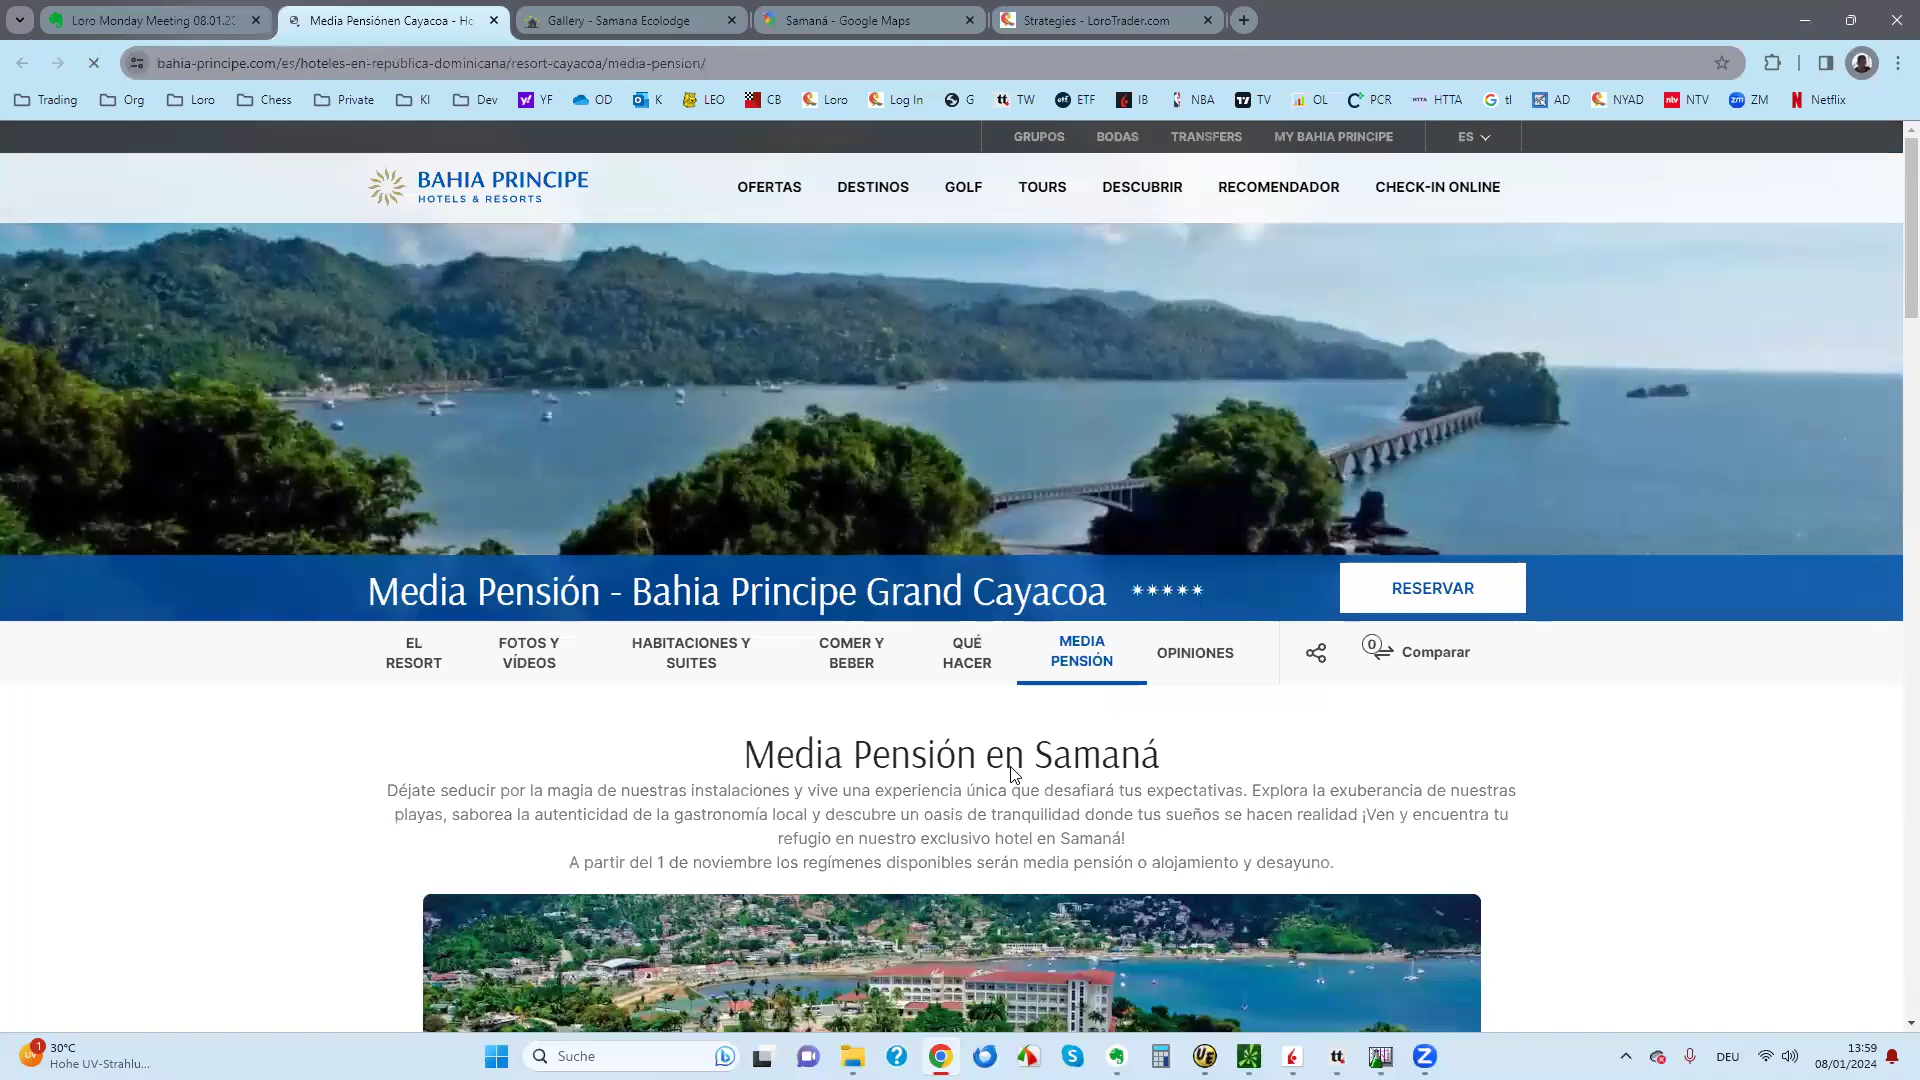 Loro Monday Meeting 08.01.23
Media Pensiónen Cayacoa - Ho
Gallery - Samana Ecolodge
Samaná - Google Maps
Strategies - LoroTrader.com
bahia-principe.com/es/hoteles-en-republica-dominicana/resort-cayacoa/media-pension/
Trading Org Loro Chess Private KI Dev YF OD K LEO CB Loro Log In G TW ETF IB NBA TV OL PCR HTTA tl AD NYAD NTV ZM Netflix
GRUPOS BODAS TRANSFERS MY BAHIA PRINCIPE ES
BAHIA PRINCIPE
HOTELS & RESORTS
OFERTAS DESTINOS GOLF TOURS DESCUBRIR RECOMENDADOR CHECK-IN ONLINE
Media Pensión - Bahia Principe Grand Cayacoa
RESERVAR
EL
RESORT
FOTOS Y
VÍDEOS
HABITACIONES Y
SUITES
COMER Y
BEBER
QUÉ
HACER
MEDIA
PENSIÓN
OPINIONES
0
Comparar
Media Pensión en Samaná
Déjate seducir por la magia de nuestras instalaciones y vive una experiencia única que desafiará tus expectativas. Explora la exuberancia de nuestras
playas, saborea la autenticidad de la gastronomía local y descubre un oasis de tranquilidad donde tus sueños se hacen realidad ¡Ven y encuentra tu
refugio en nuestro exclusivo hotel en Samaná!
A partir del 1 de noviembre los regímenes disponibles serán media pensión o alojamiento y desayuno.
30°C
Hohe UV-Strahlu...
Suche
DEU
13:59
08/01/2024